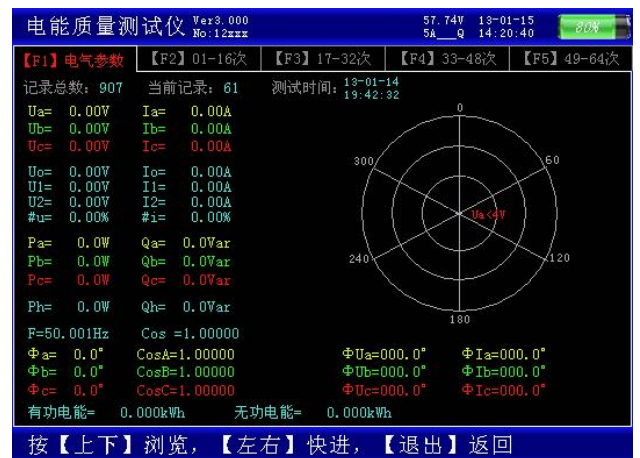 电能质量测试仪 Ver3.000 No:12xxx 57.74V 13-01-15 5A__Q 14:20:40 80%
【F1】电气参数 【F2】01-16次 【F3】17-32次 【F4】33-48次 【F5】49-64次
记录总数: 907 当前记录: 61 测试时间: 13-01-14 19:42:32
Ua= 0.00V Ia= 0.00A
Ub= 0.00V Ib= 0.00A
Uc= 0.00V Ic= 0.00A
Uo= 0.00V Io= 0.00A
U1= 0.00V I1= 0.00A
U2= 0.00V I2= 0.00A
#u= 0.00% #i= 0.00%
Pa= 0.0W Qa= 0.0Var
Pb= 0.0W Qb= 0.0Var
Pc= 0.0W Qc= 0.0Var
Ph= 0.0W Qh= 0.0Var
F=50.001Hz Cos =1.00000
0
300 60
Ua<4V
240 120
180
Φa= 0.0° CosA=1.00000 ΦUa=000.0° ΦIa=000.0°
Φb= 0.0° CosB=1.00000 ΦUb=000.0° ΦIb=000.0°
Φc= 0.0° CosC=1.00000 ΦUc=000.0° ΦIc=000.0°
有功电能= 0.000kWh 无功电能= 0.000kWh
按【上下】浏览, 【左右】快进, 【退出】返回